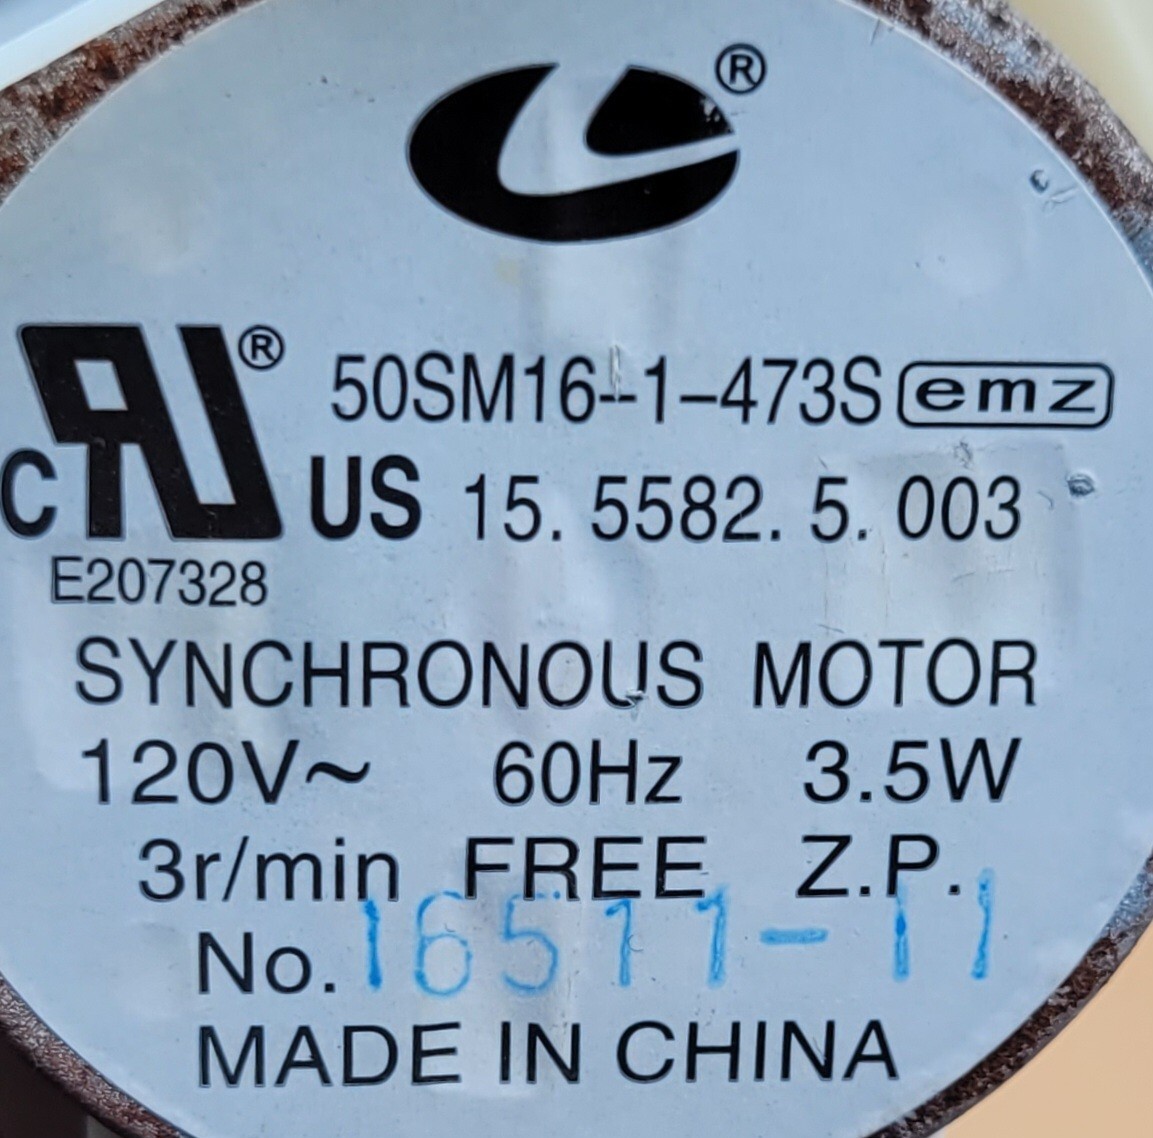 ®
® 50SM16-1-473S emz
C US 15. 5582. 5. 003
E207328
SYNCHRONOUS MOTOR
120V~ 60Hz 3.5W
3r/min FREE Z.P.
No. 16511-11
MADE IN CHINA